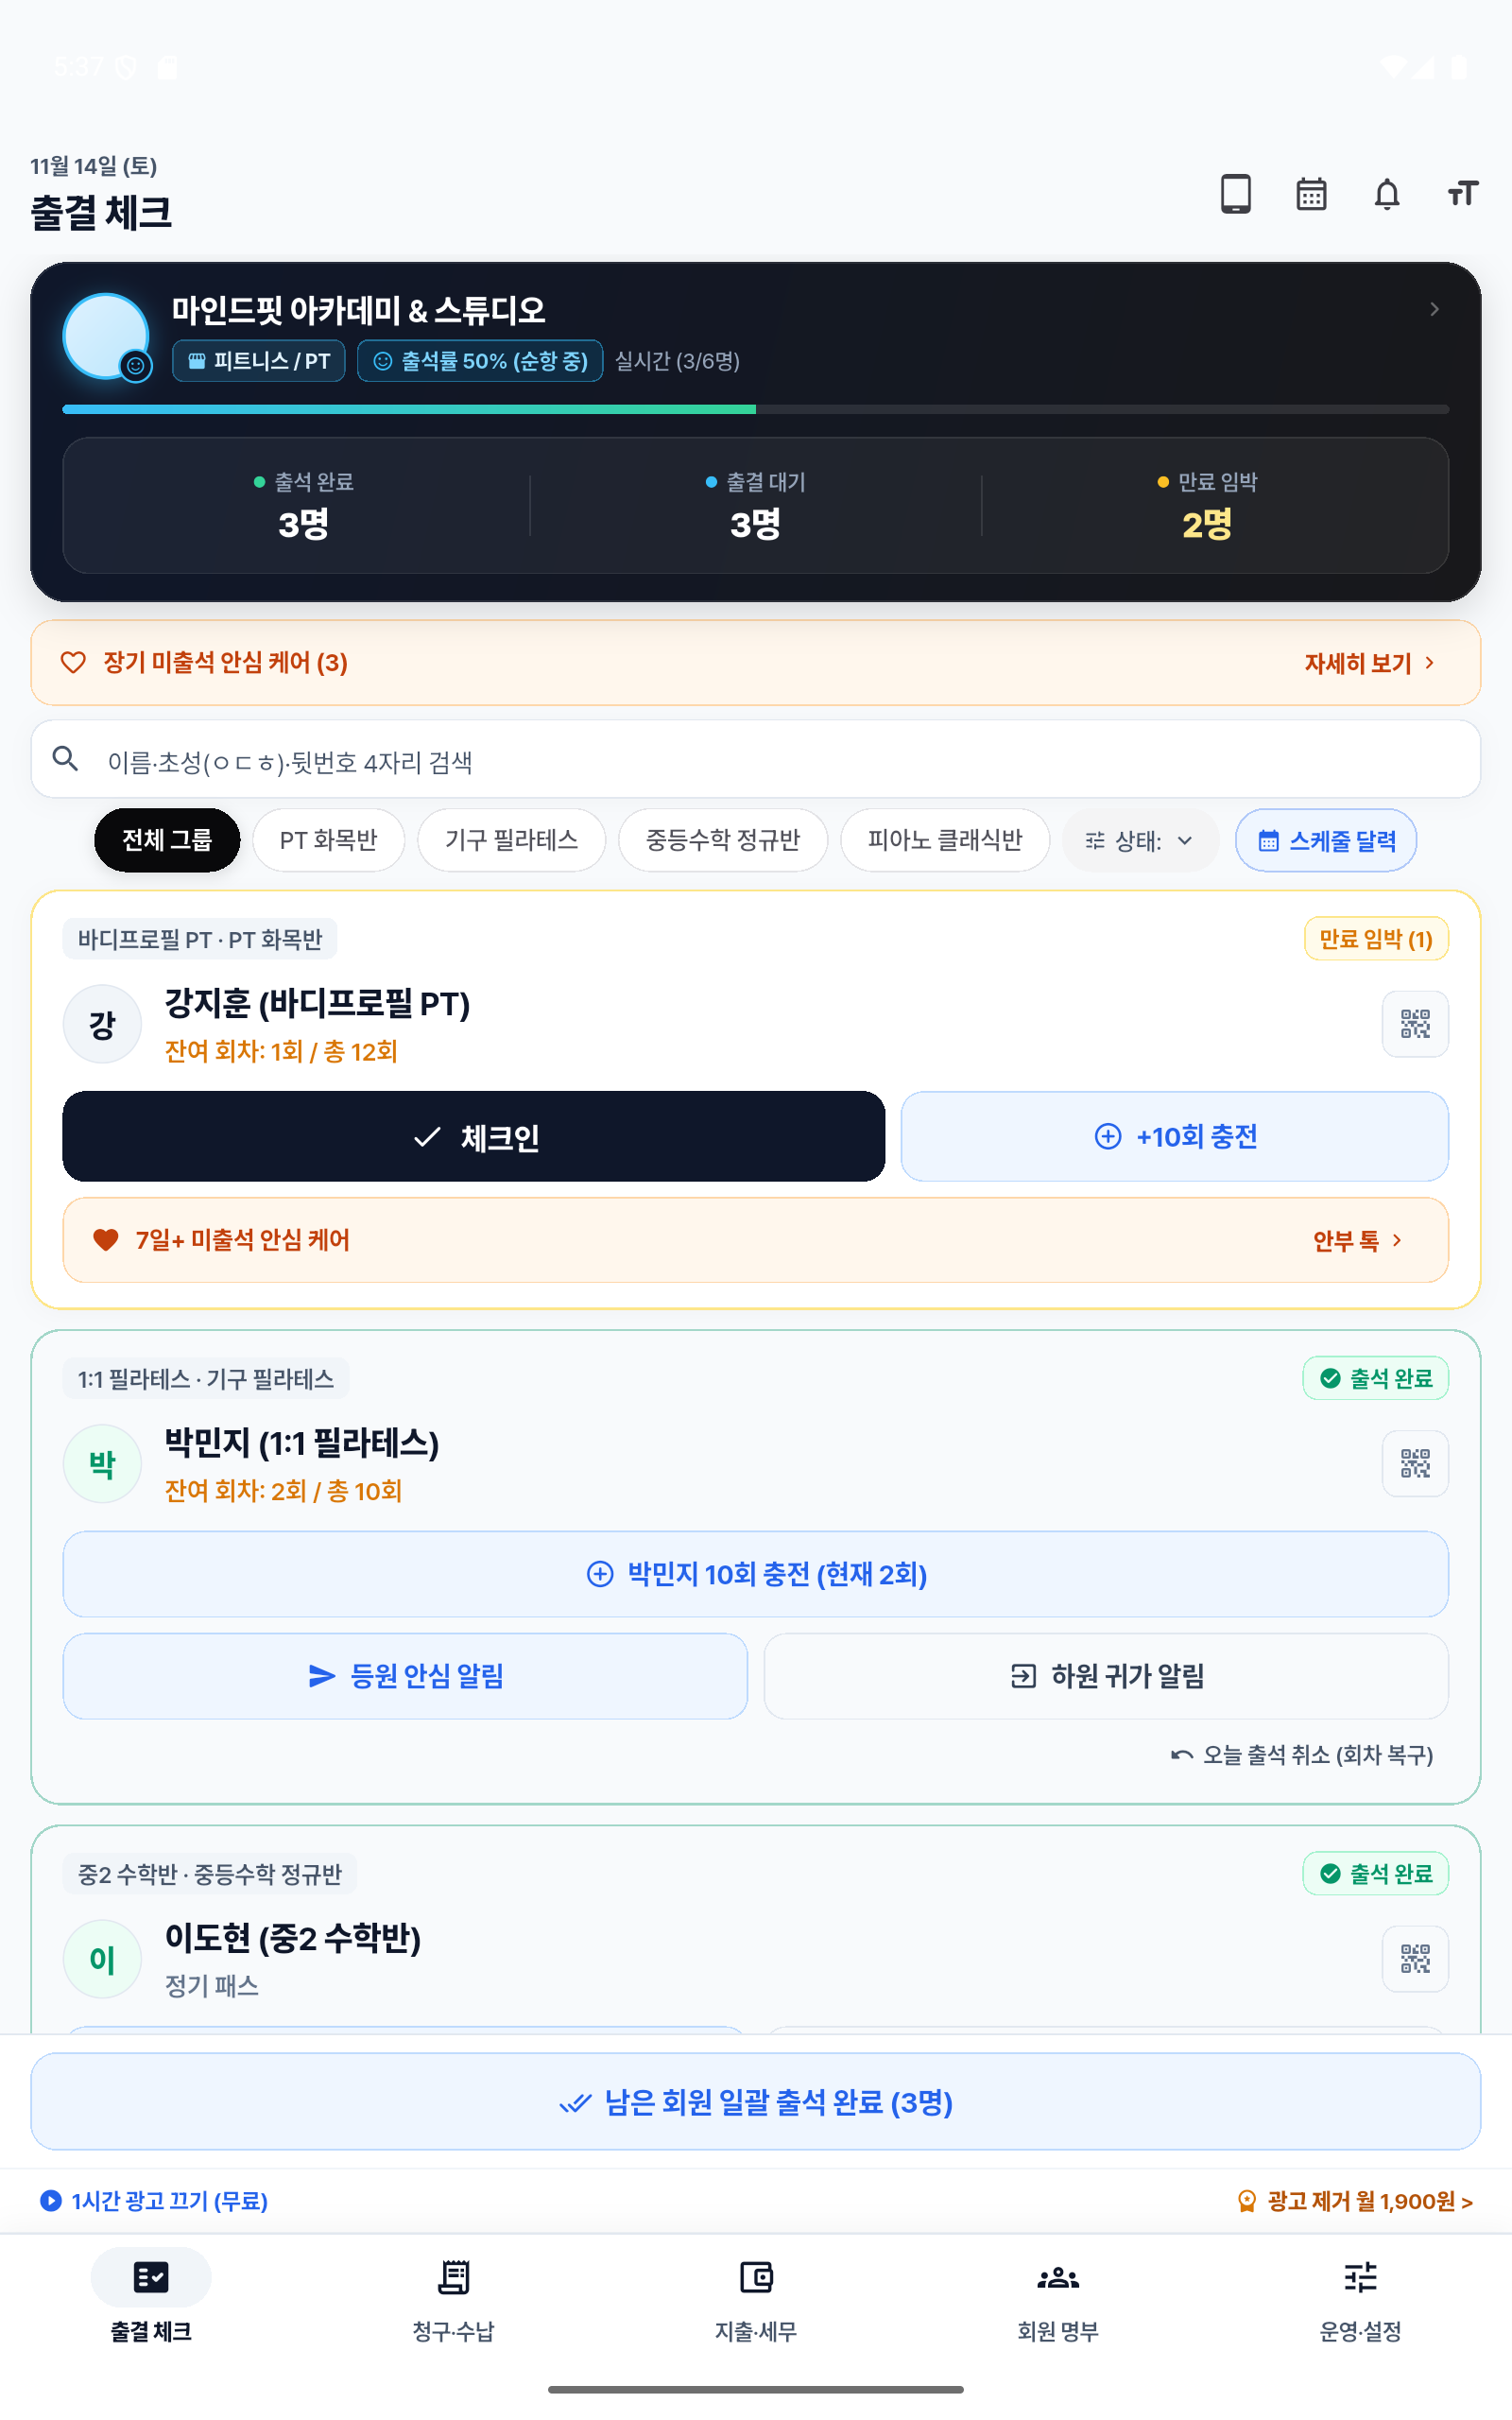 5:37
11월 14일 (토)
출결 체크
마인드핏 아카데미 & 스튜디오
피트니스 / PT
출석률 50% (순항 중)
실시간 (3/6명)
출석 완료
3명
출결 대기
3명
만료 임박
2명
장기 미출석 안심 케어 (3)
자세히 보기
이름·초성(ㅇㄷㅎ)·뒷번호 4자리 검색
전체 그룹
PT 화목반
기구 필라테스
중등수학 정규반
피아노 클래식반
상태:
스케줄 달력
바디프로필 PT · PT 화목반
만료 임박 (1)
강
강지훈 (바디프로필 PT)
잔여 회차: 1회 / 총 12회
체크인
+10회 충전
7일+ 미출석 안심 케어
안부 톡
1:1 필라테스 · 기구 필라테스
출석 완료
박
박민지 (1:1 필라테스)
잔여 회차: 2회 / 총 10회
박민지 10회 충전 (현재 2회)
등원 안심 알림
하원 귀가 알림
오늘 출석 취소 (회차 복구)
중2 수학반 · 중등수학 정규반
출석 완료
이
이도현 (중2 수학반)
정기 패스
남은 회원 일괄 출석 완료 (3명)
1시간 광고 끄기 (무료)
광고 제거 월 1,900원 >
출결 체크
청구·수납
지출·세무
회원 명부
운영·설정